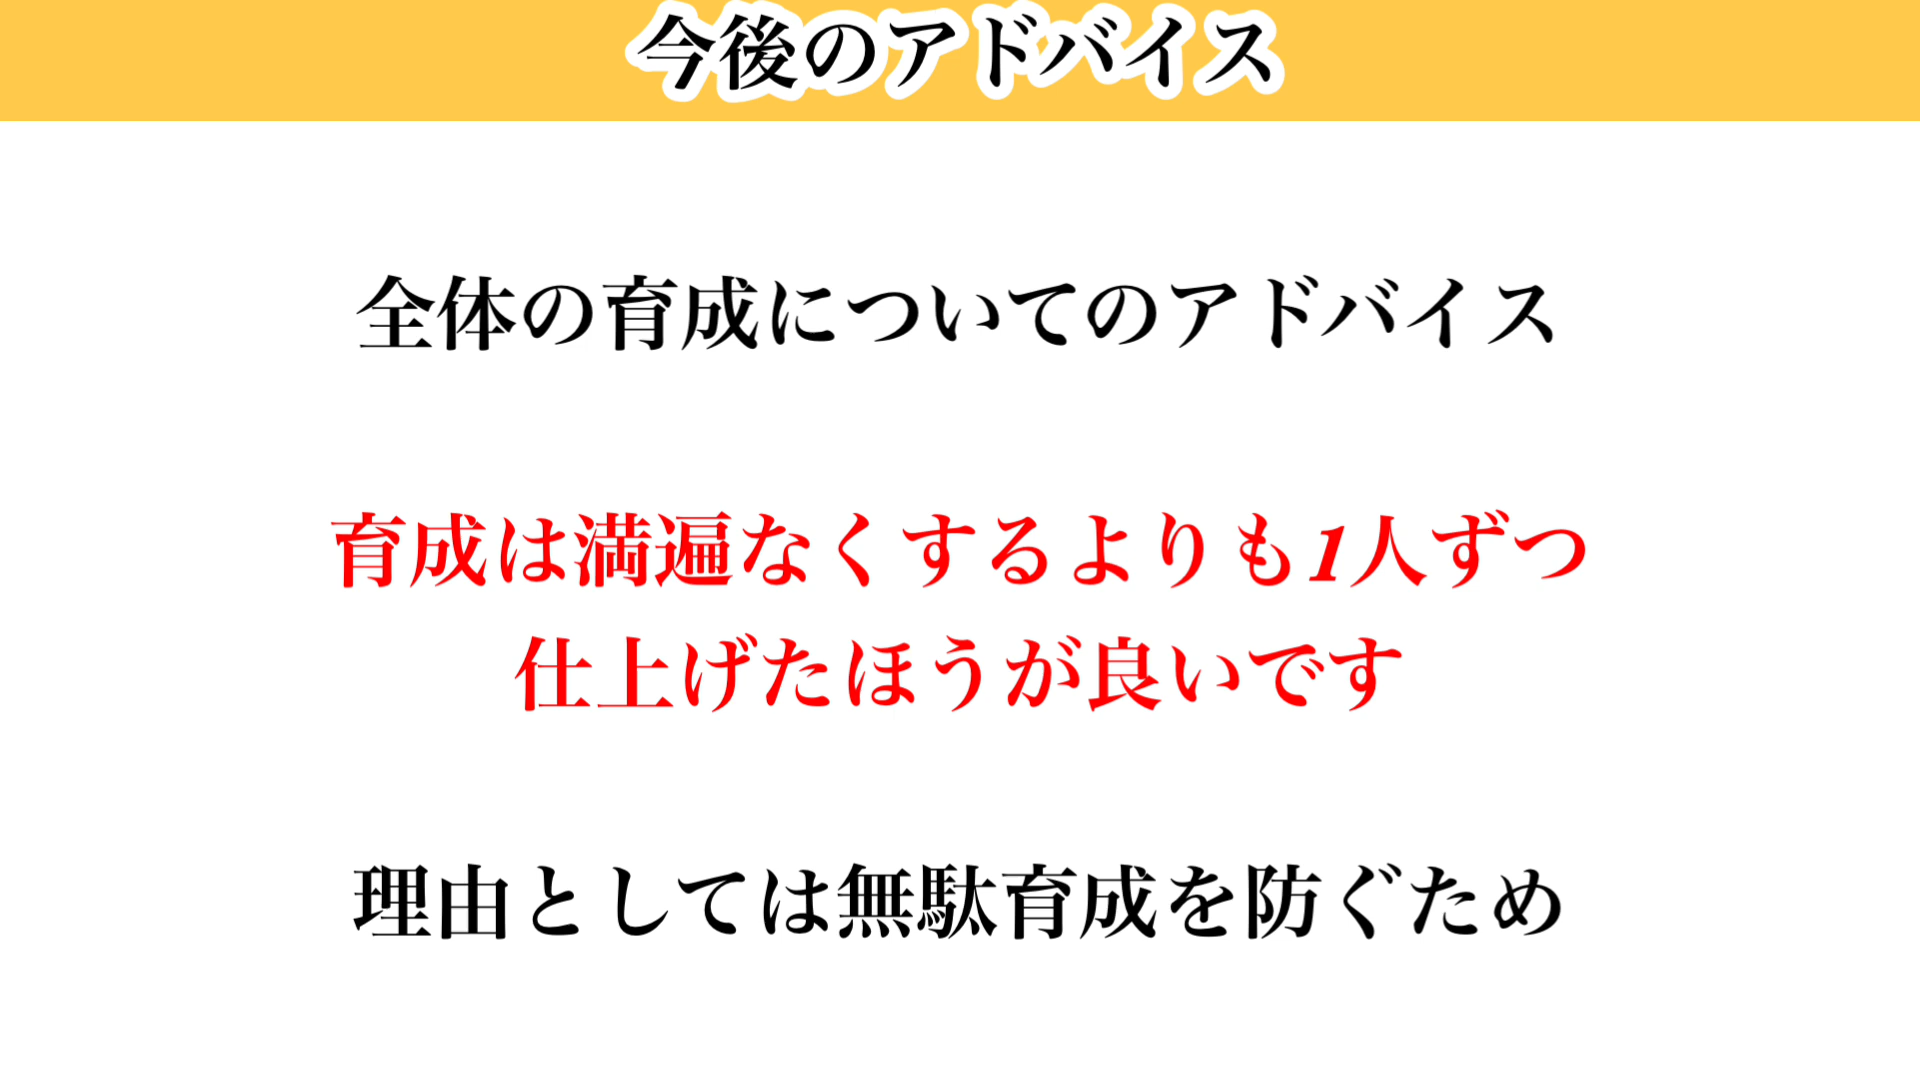 今後のアドバイス
全体の育成についてのアドバイス
育成は満遍なくするよりも1人ずつ
仕上げたほうが良いです
理由としては無駄育成を防ぐため